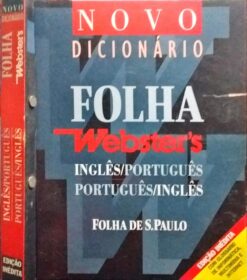 NOVO
DICIONÁRIO
FOLHA
Webster's
INGLÊS/PORTUGUÊS
PORTUGUÊS/INGLÊS
FOLHA DE S.PAULO
EDIÇÃO INÉDITA
NOVO
DICIONÁRIO
FOLHA
INGLÊS/PORTUGUÊS
PORTUGUÊS/INGLÊS
EDIÇÃO
INÉDITA